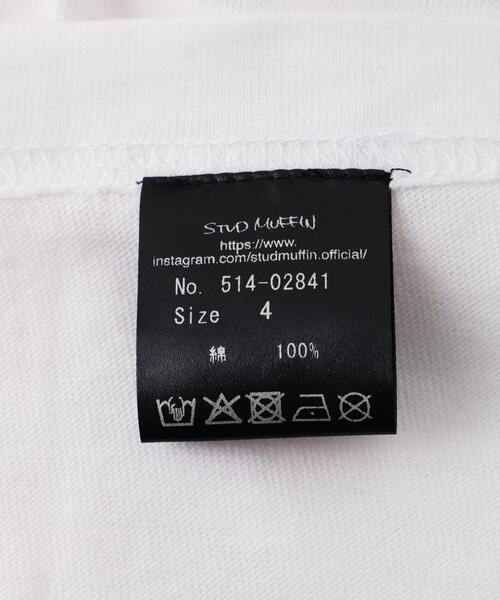 STUD MUFFIN
https://www.
instagram.com/studmuffin.official/
No. 514-02841
Size 4
綿 100%